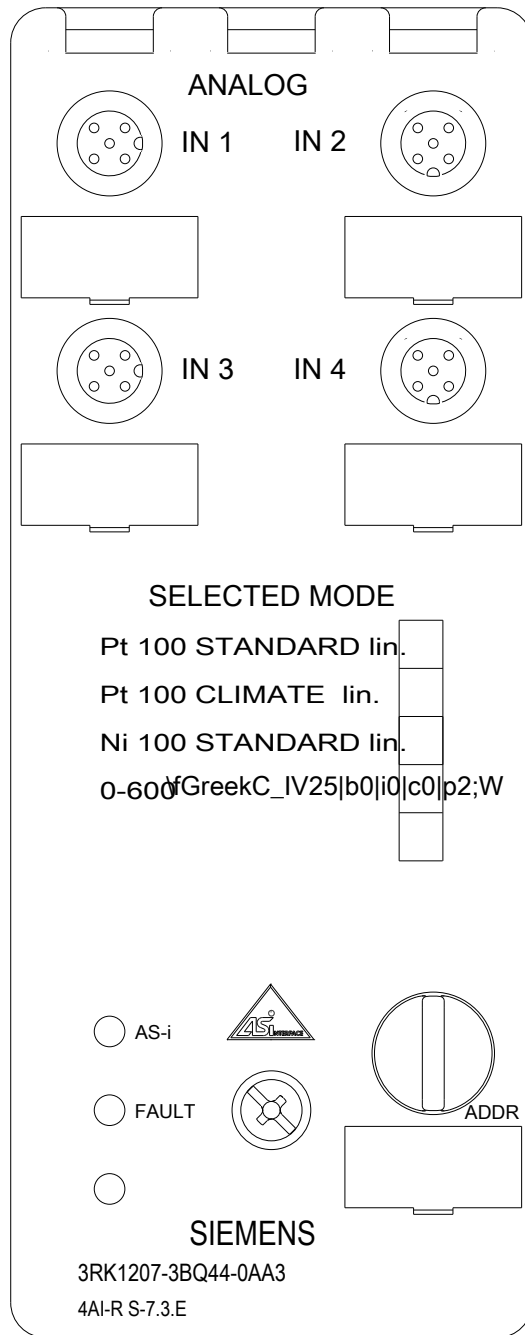 ANALOG
IN 1
IN 2
IN 3
IN 4
SELECTED MODE
Pt 100 STANDARD lin.
Pt 100 CLIMATE lin.
Ni 100 STANDARD lin.
0-600\fGreekC_IV25|b0|i0|c0|p2;W
AS-i
ASi INTERFACE
FAULT
ADDR
SIEMENS
3RK1207-3BQ44-0AA3
4AI-R S-7.3.E